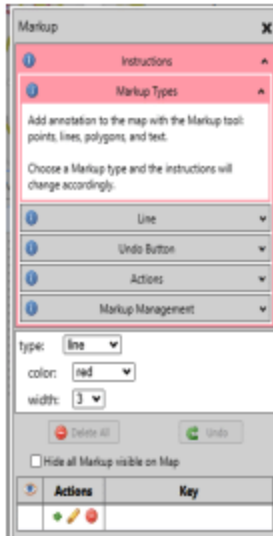 Markup
Instructions
Markup Types
Add annotation to the map with the Markup tool:
points, lines, polygons, and text.
Choose a Markup type and the instructions will
change accordingly.
Line
Undo Button
Actions
Markup Management
type: line
color: red
width: 3
Delete All Undo
Hide all Markup visible on Map
Actions Key